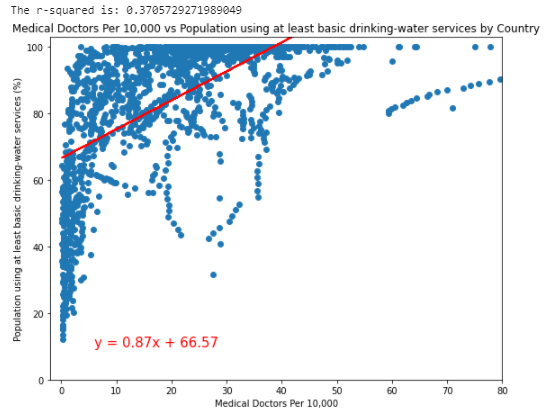 The r-squared is: 0.3705729271989049
Medical Doctors Per 10,000 vs Population using at least basic drinking-water services by Country
Population using at least basic drinking-water services (%)
100
80
60
40
20
0
y = 0.87x + 66.57
0 10 20 30 40 50 60 70 80
Medical Doctors Per 10,000